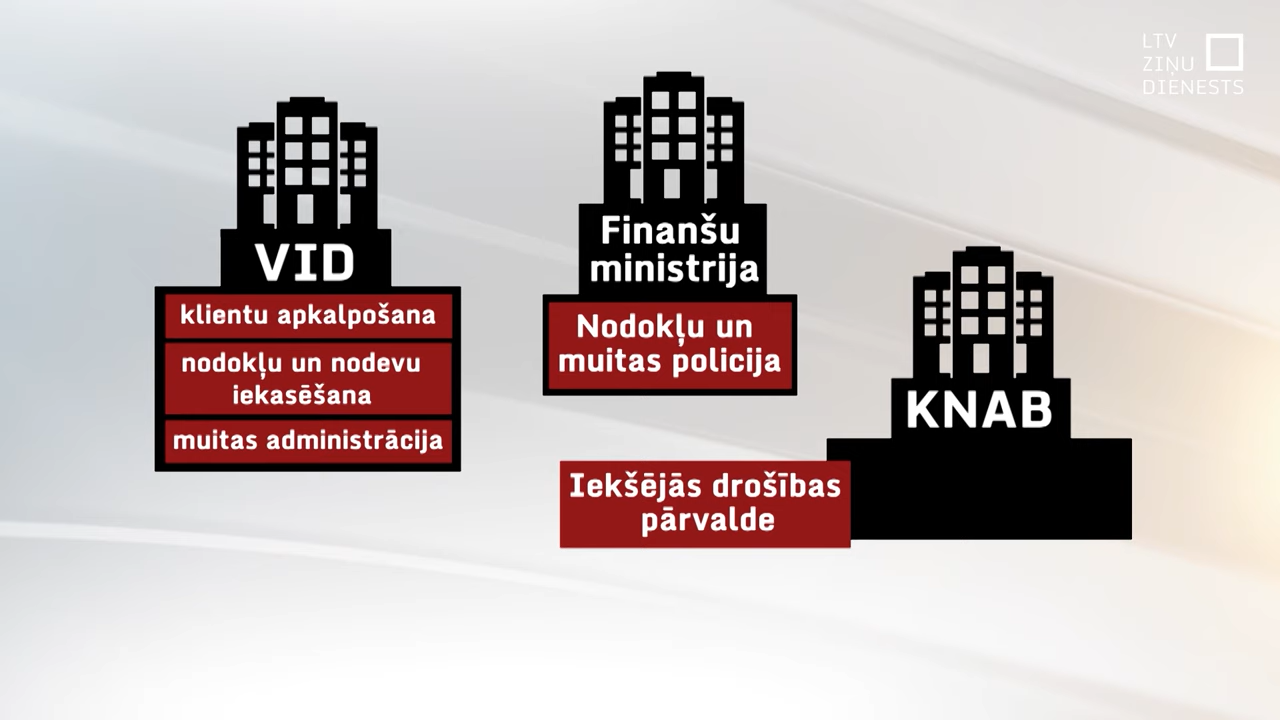 LTV
ZIŅU
DIENESTS
VID
klientu apkalpošana
nodokļu un nodevu
iekasēšana
muitas administrācija
Finanšu
ministrija
Nodokļu un
muitas policija
KNAB
Iekšējās drošības
pārvalde